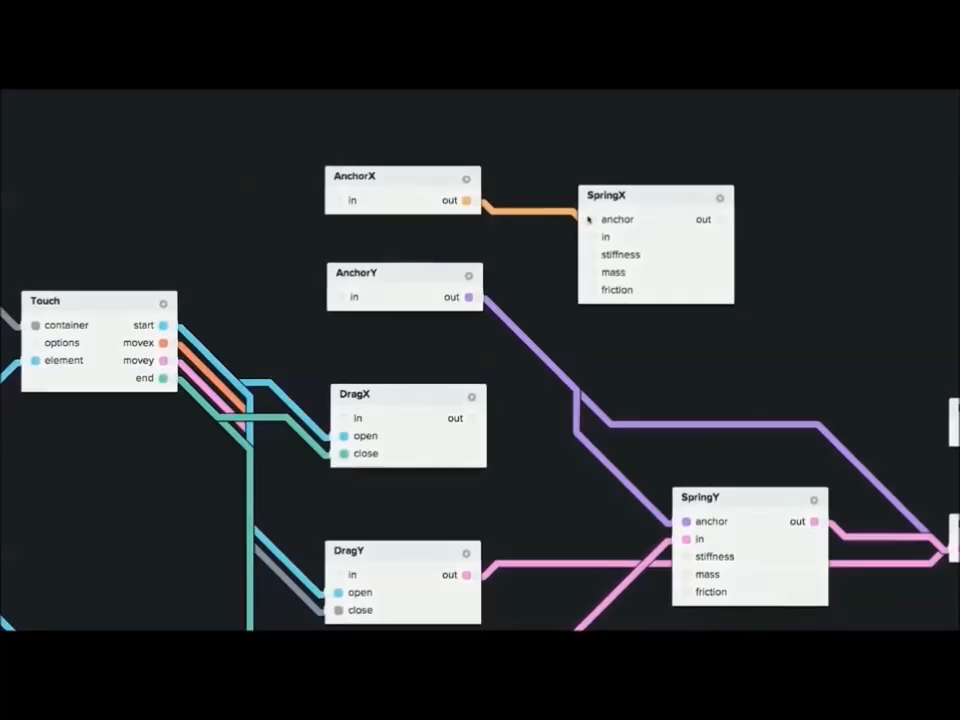 AnchorX
in out
SpringX
anchor out
in
stiffness
mass
friction
AnchorY
in out
Touch
container start
options movex
element movey
end
DragX
in out
open
close
SpringY
anchor out
in
stiffness
mass
friction
DragY
in out
open
close